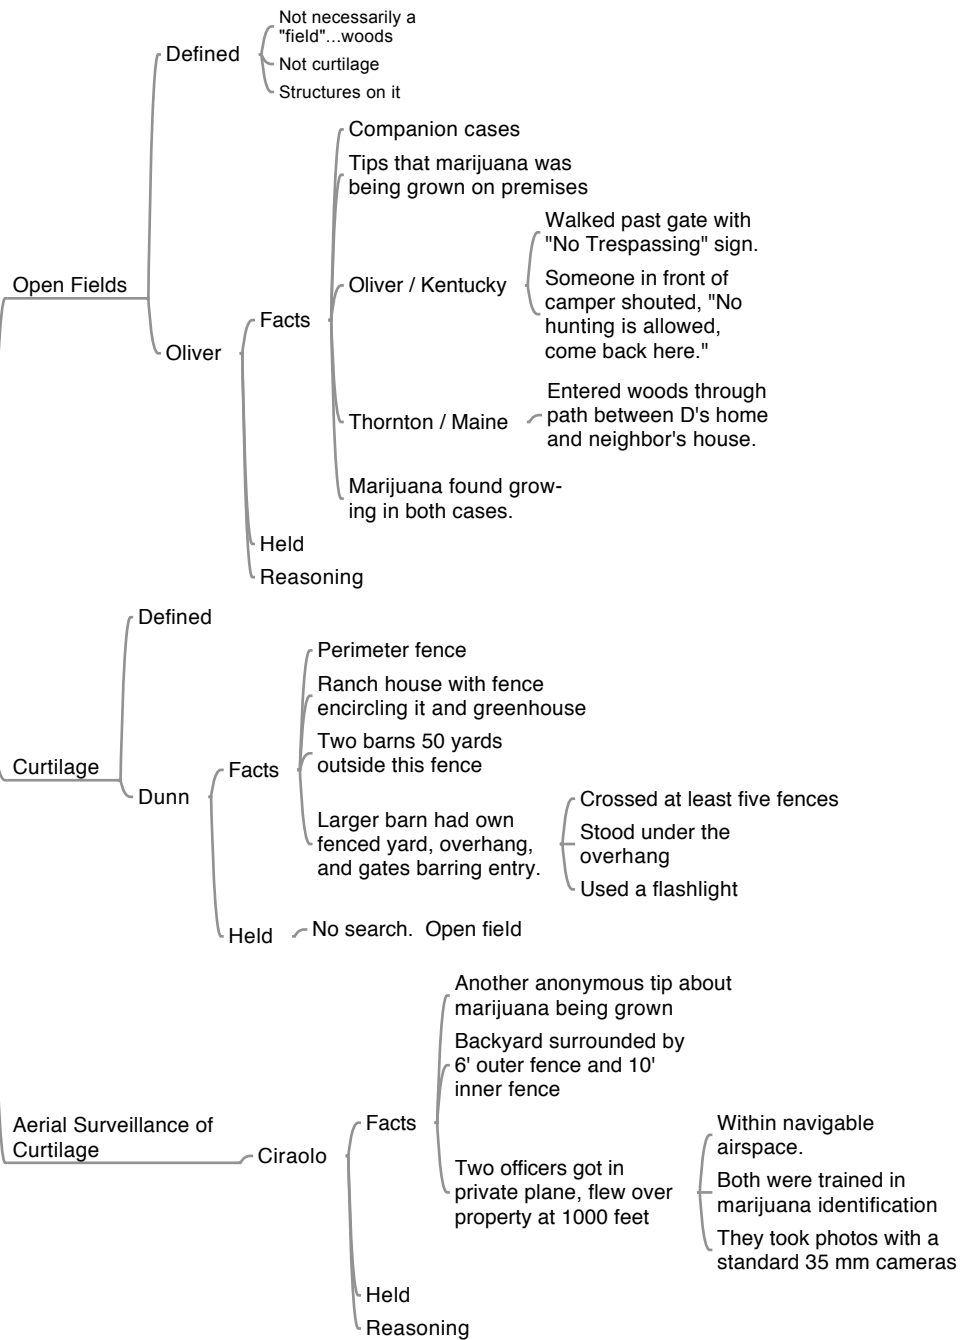 Open Fields
Defined
Not necessarily a
"field"...woods
Not curtilage
Structures on it
Oliver
Facts
Companion cases
Tips that marijuana was
being grown on premises
Oliver / Kentucky
Walked past gate with
"No Trespassing" sign.
Someone in front of
camper shouted, "No
hunting is allowed,
come back here."
Thornton / Maine
Entered woods through
path between D's home
and neighbor's house.
Marijuana found grow-
ing in both cases.
Held
Reasoning
Curtilage
Defined
Dunn
Facts
Perimeter fence
Ranch house with fence
encircling it and greenhouse
Two barns 50 yards
outside this fence
Larger barn had own
fenced yard, overhang,
and gates barring entry.
Crossed at least five fences
Stood under the
overhang
Used a flashlight
Held
No search. Open field
Aerial Surveillance of
Curtilage
Ciraolo
Facts
Another anonymous tip about
marijuana being grown
Backyard surrounded by
6' outer fence and 10'
inner fence
Two officers got in
private plane, flew over
property at 1000 feet
Within navigable
airspace.
Both were trained in
marijuana identification
They took photos with a
standard 35 mm cameras
Held
Reasoning